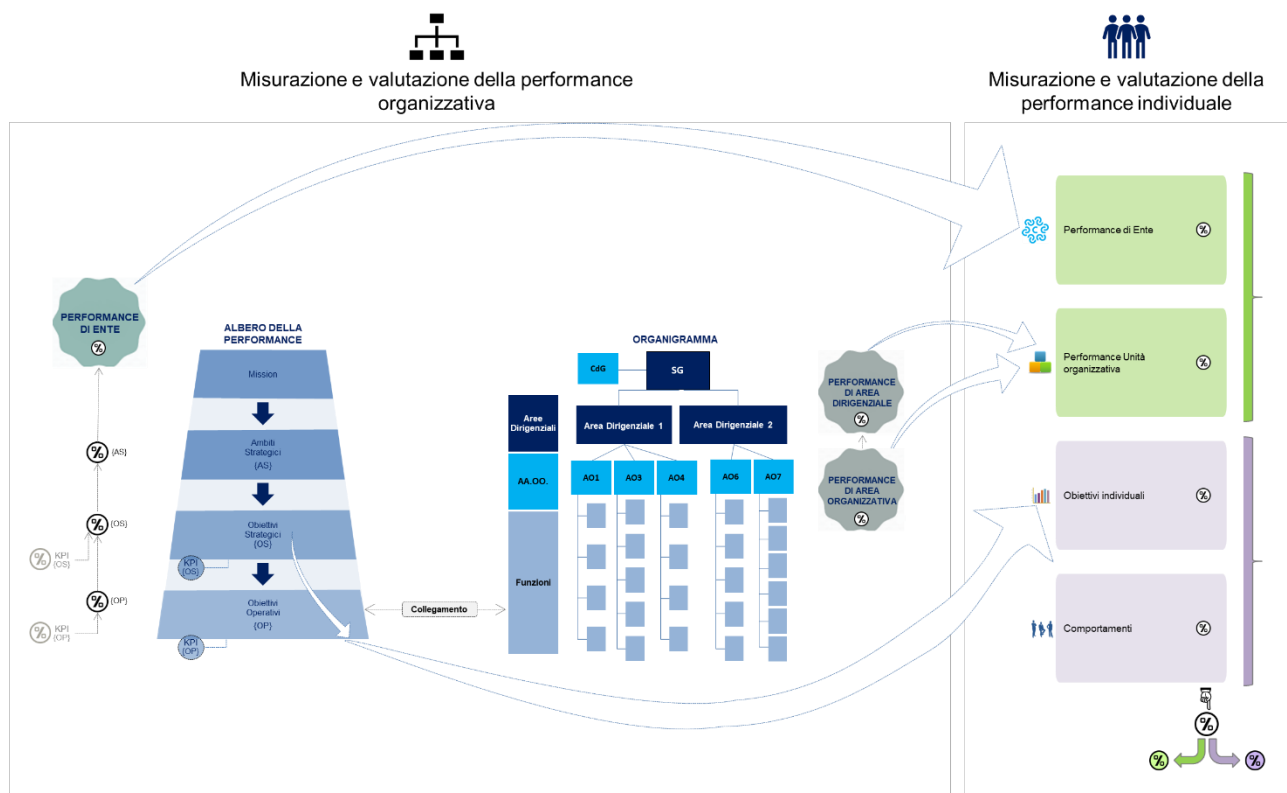 Misurazione e valutazione della performance
organizzativa
Misurazione e valutazione della
performance individuale
PERFORMANCE
DI ENTE
%
% {AS}
% {OS}
% KPI
{OS}
% {OP}
% KPI
{OP}
ALBERO DELLA
PERFORMANCE
Mission
Ambiti
Strategici
{AS}
Obiettivi
Strategici
{OS}
KPI
{OS}
Obiettivi
Operativi
{OP}
KPI
{OP}
Collegamento
ORGANIGRAMMA
CdG
SG
Aree
Dirigenziali
Area Dirigenziale 1
Area Dirigenziale 2
AA.OO.
AO1
AO3
AO4
AO6
AO7
Funzioni
PERFORMANCE
DI AREA
DIRIGENZIALE
%
PERFORMANCE
DI AREA
ORGANIZZATIVA
%
Performance di Ente
%
Performance Unità
organizzativa
%
Obiettivi individuali
%
Comportamenti
%
%
%
%